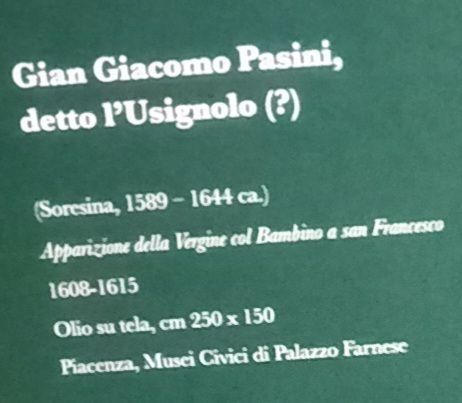 Gian Giacomo Pasini,
detto l'Usignolo (?)
(Soresina, 1589 – 1644 ca.)
Apparizione della Vergine col Bambino a san Francesco
1608-1615
Olio su tela, cm 250 x 150
Piacenza, Musei Civici di Palazzo Farnese